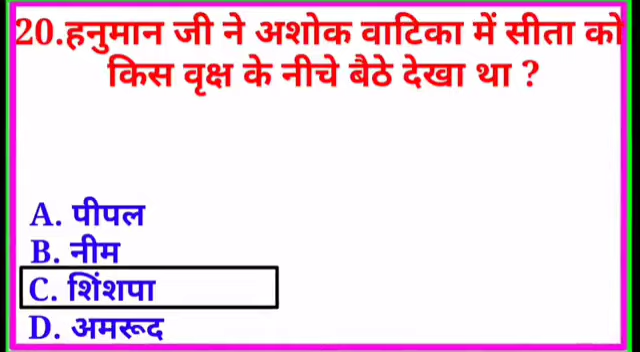 20.हनुमान जी ने अशोक वाटिका में सीता को
किस वृक्ष के नीचे बैठे देखा था ?
A. पीपल
B. नीम
C. शिंशपा
D. अमरूद